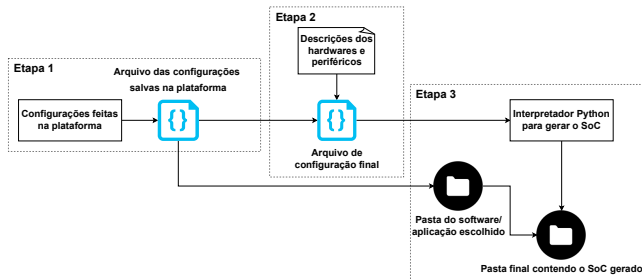 Etapa 1
Configurações feitas
na plataforma
Arquivo das configurações
salvas na plataforma
{}
Etapa 2
Descrições dos
hardwares e
periféricos
{}
Arquivo de
configuração final
Etapa 3
Interpretador Python
para gerar o SoC
Pasta do software/
aplicação escolhido
Pasta final contendo o SoC gerado